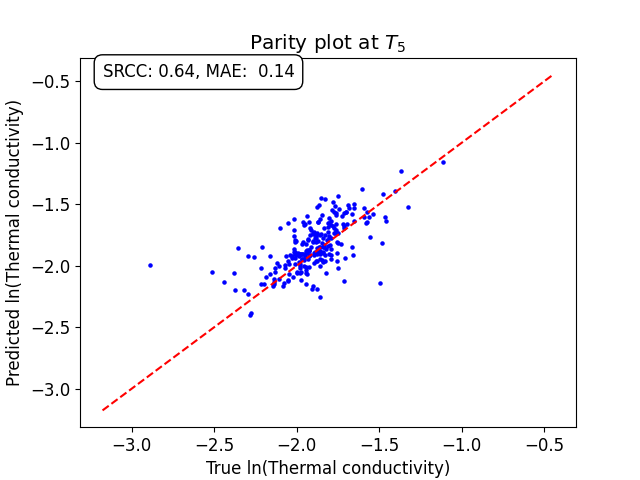 Parity plot at T5
SRCC: 0.64, MAE:  0.14
Predicted ln(Thermal conductivity)
−0.5
−1.0
−1.5
−2.0
−2.5
−3.0
−3.0 −2.5 −2.0 −1.5 −1.0 −0.5
True ln(Thermal conductivity)